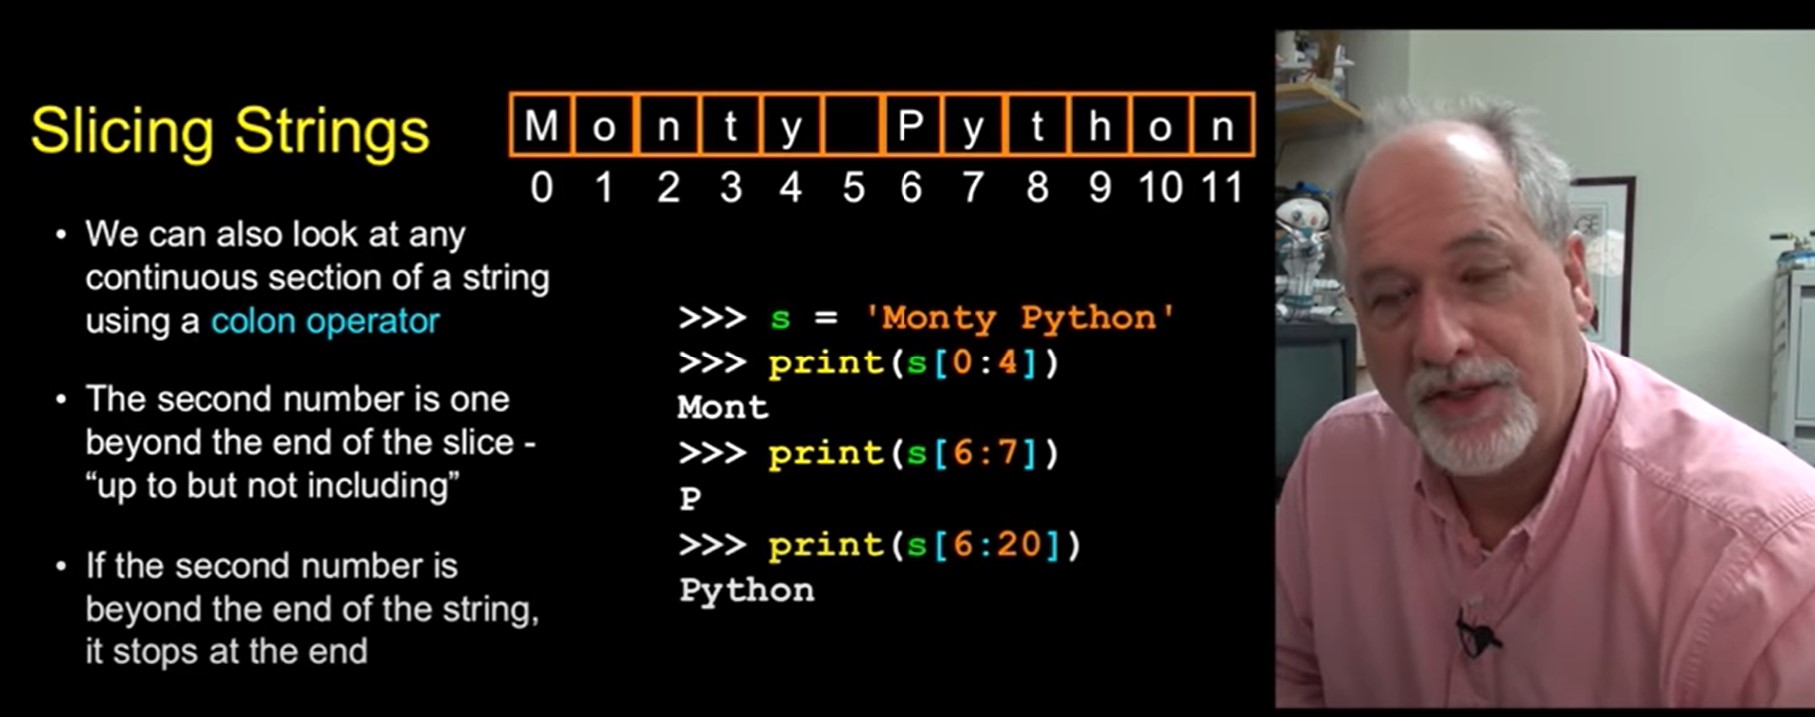 Slicing Strings
M o n t y P y t h o n
0 1 2 3 4 5 6 7 8 9 10 11
• We can also look at any
continuous section of a string
using a colon operator
• The second number is one
beyond the end of the slice -
“up to but not including”
• If the second number is
beyond the end of the string,
it stops at the end
>>> s = 'Monty Python'
>>> print(s[0:4])
Mont
>>> print(s[6:7])
P
>>> print(s[6:20])
Python